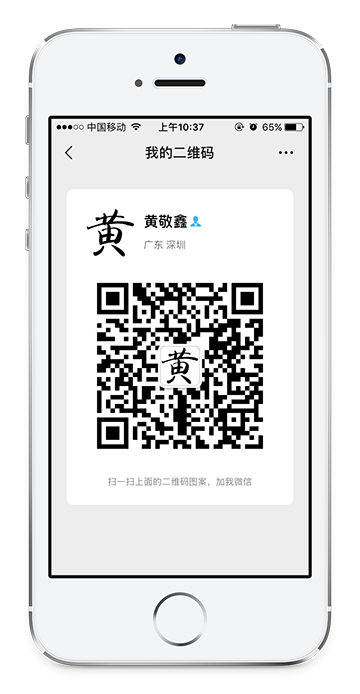 中国移动 上午10:37 65%
我的二维码
黄
黄敬鑫
广东 深圳
黄
扫一扫上面的二维码图案，加我微信